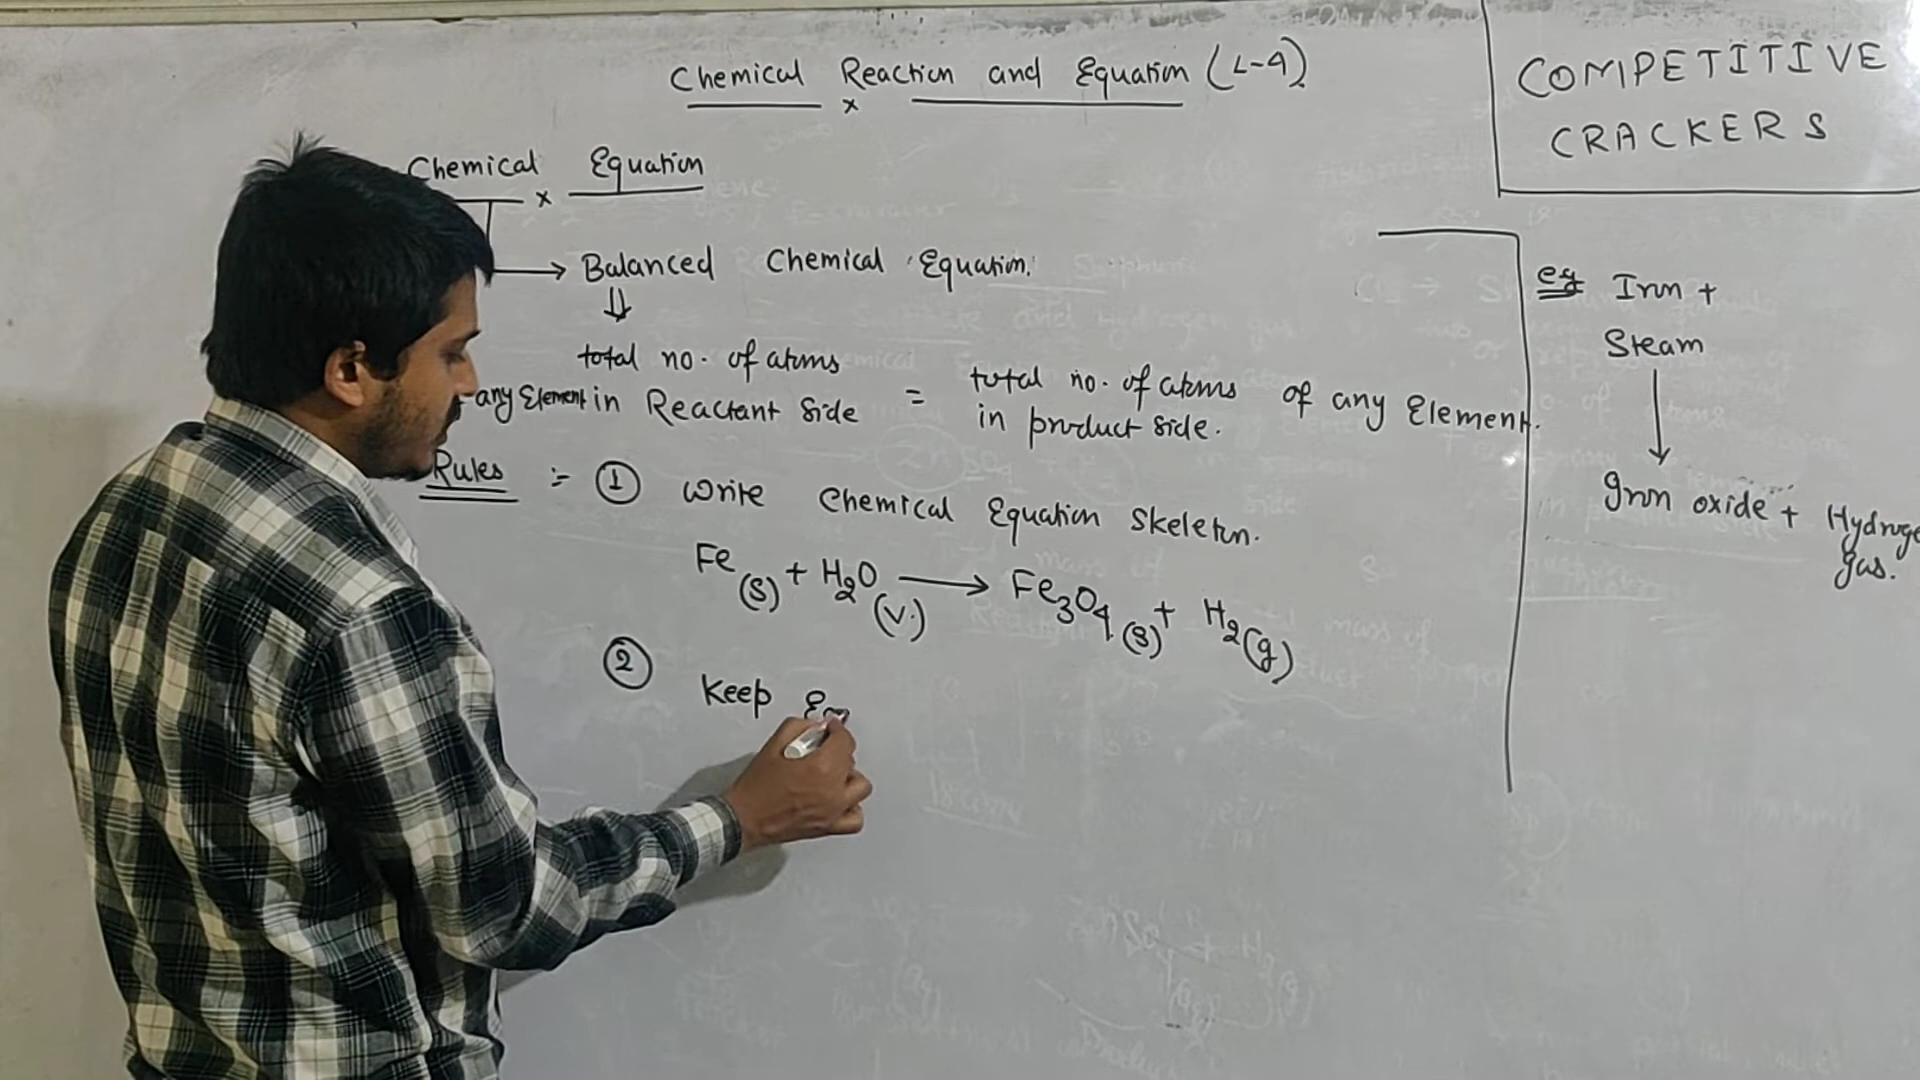 Chemical Reaction and Equation (L-4)
COMPETITIVE
CRACKERS
Chemical Equation
Balanced Chemical Equation.
total no. of atoms
any Element in Reactant Side = total no. of atoms of any Element.
in product side.
Rules :- ① Write Chemical Equation Skeleton.
Fe(s) + H₂O(v.) → Fe₃O₄(s) + H₂(g)
② Keep
eg Iron +
Steam
Iron oxide + Hydroge
gas.